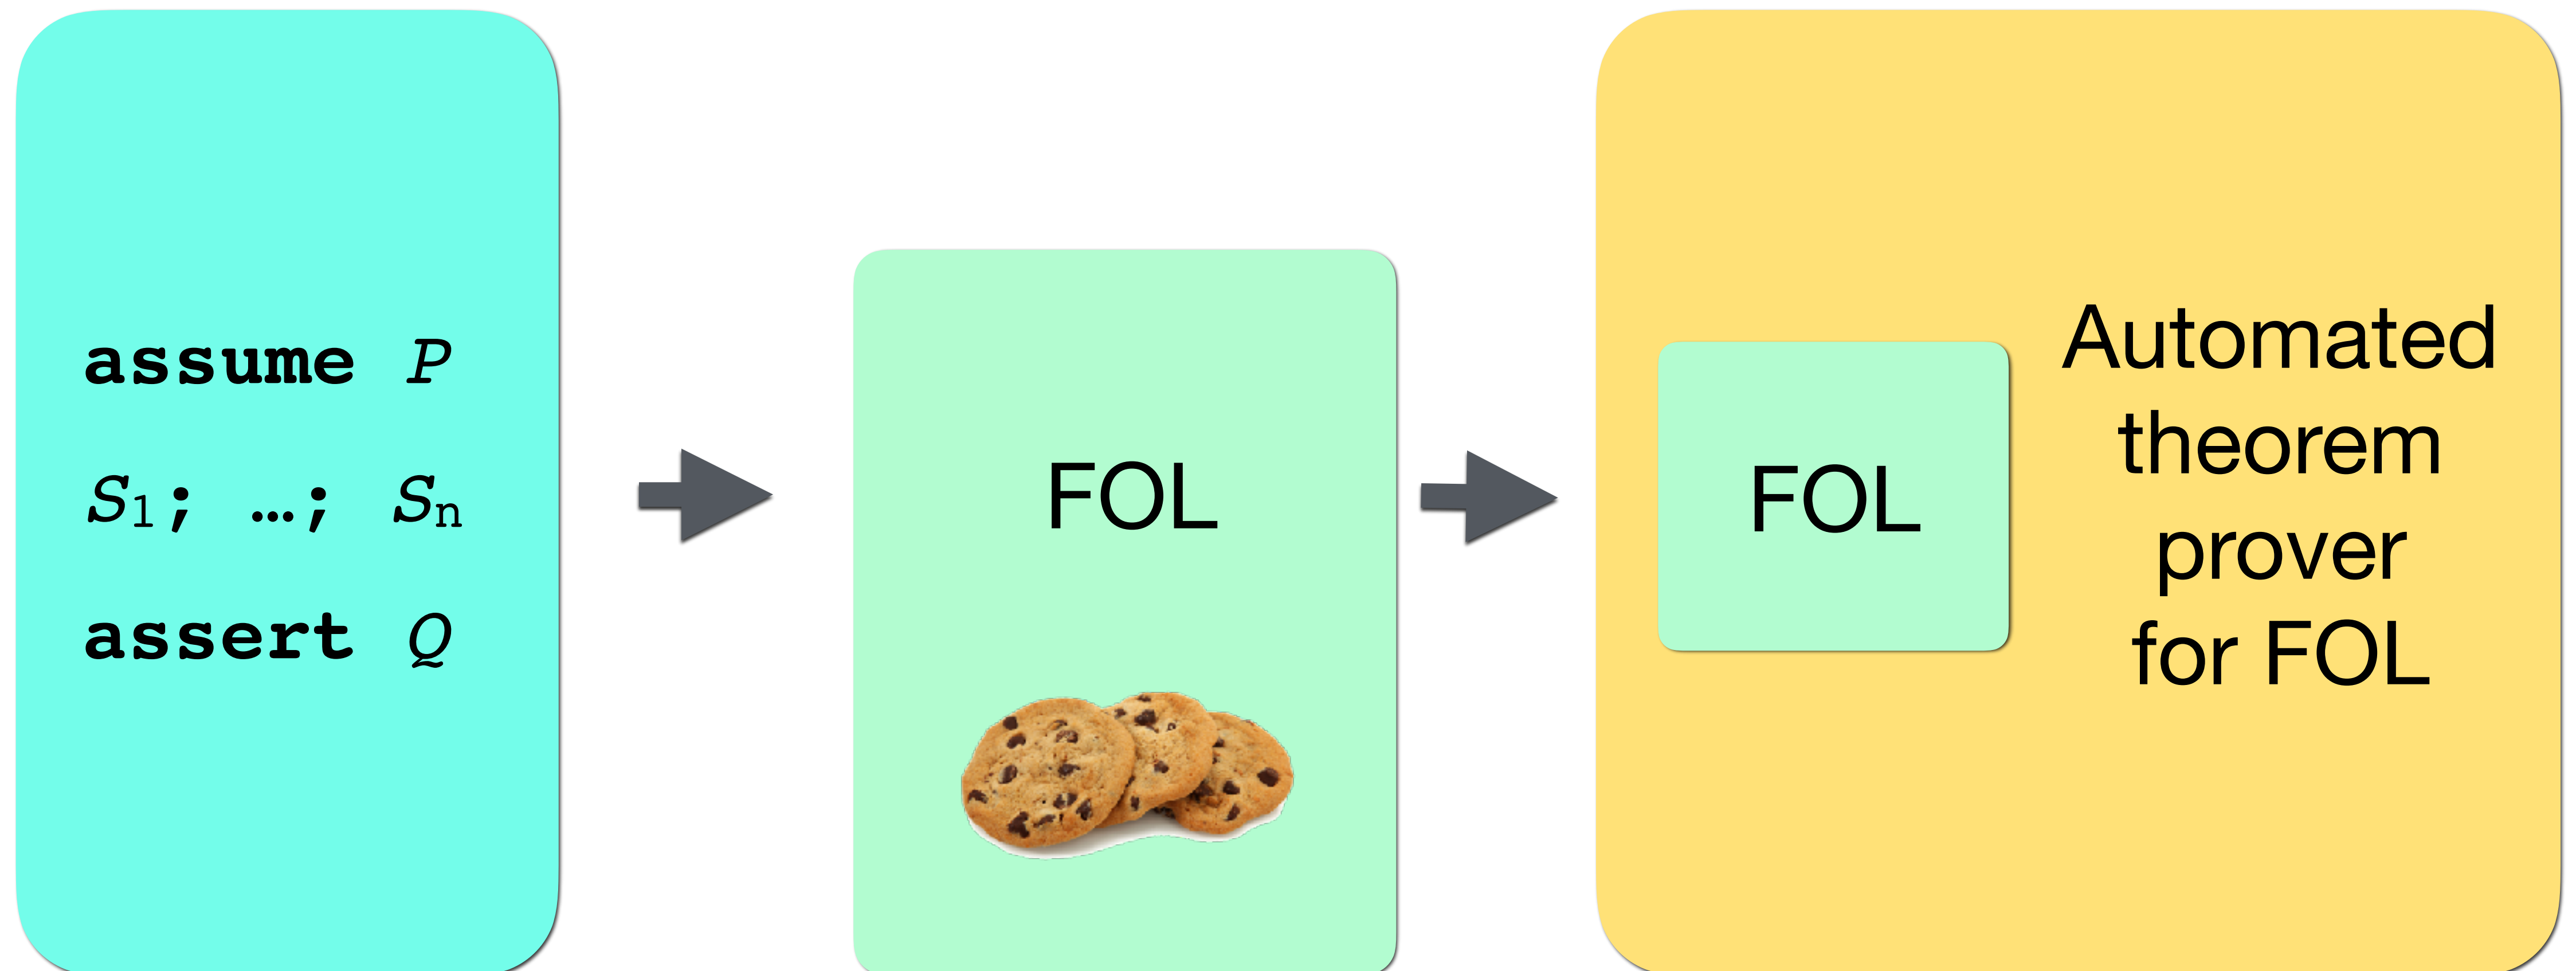 assume P
S1; …; Sn
assert Q
FOL
FOL
Automated
theorem
prover
for FOL